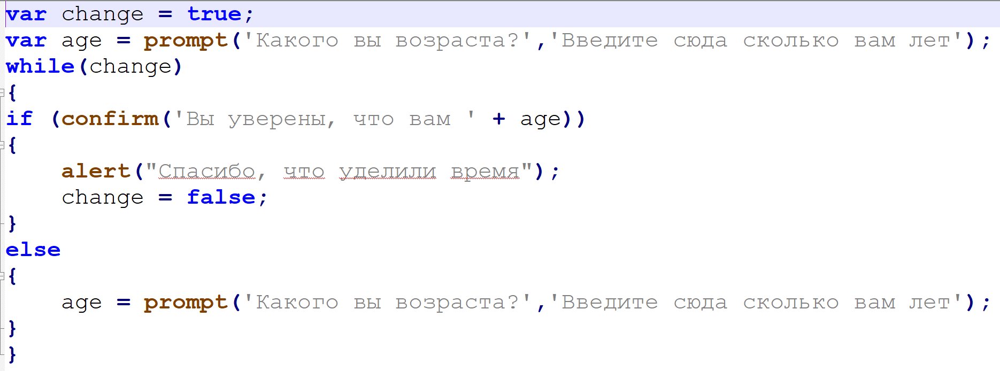 var change = true;
var age = prompt('Какого вы возраста?','Введите сюда сколько вам лет');
while(change)
{
if (confirm('Вы уверены, что вам ' + age))
{
    alert("Спасибо, что уделили время");
    change = false;
}
else
{
    age = prompt('Какого вы возраста?','Введите сюда сколько вам лет');
}
}